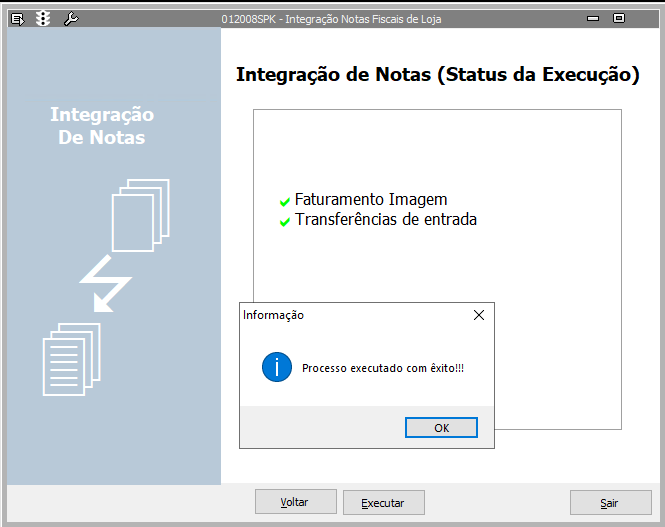 012008SPK - Integração Notas Fiscais de Loja
Integração
De Notas
Integração de Notas (Status da Execução)
Faturamento Imagem
Transferências de entrada
Informação
Processo executado com êxito!!!
OK
Voltar
Executar
Sair